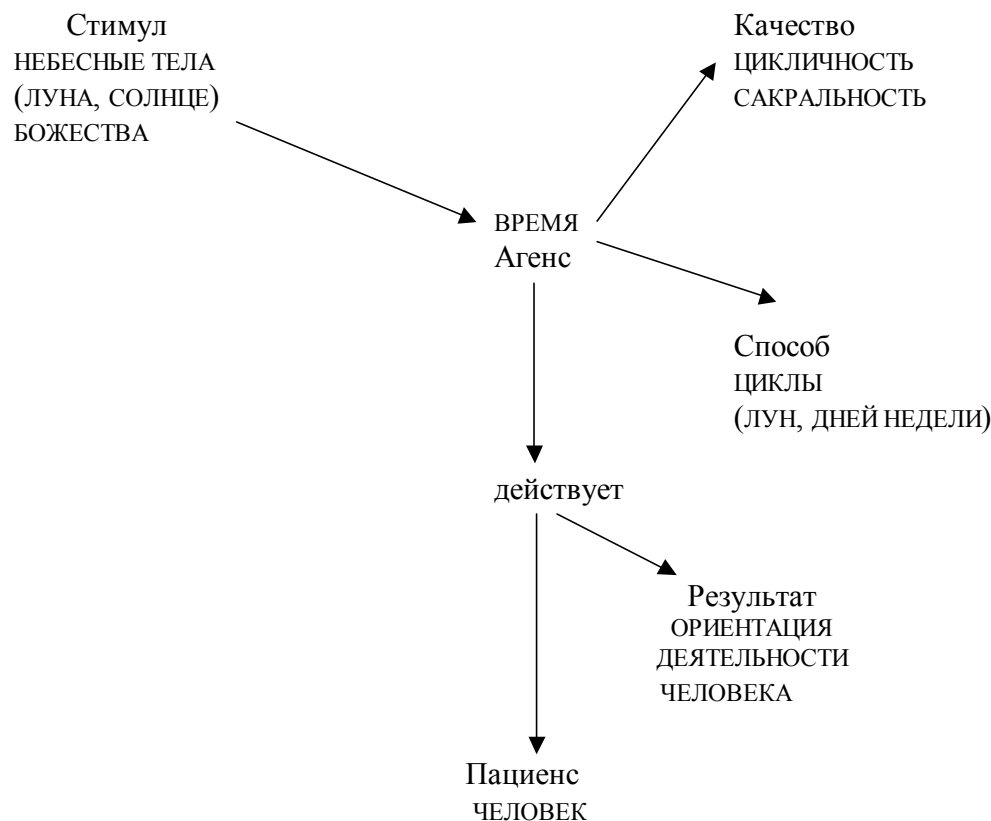 Стимул
НЕБЕСНЫЕ ТЕЛА
(ЛУНА, СОЛНЦЕ)
БОЖЕСТВА
Качество
ЦИКЛИЧНОСТЬ
САКРАЛЬНОСТЬ
ВРЕМЯ
Агенс
Способ
ЦИКЛЫ
(ЛУН, ДНЕЙ НЕДЕЛИ)
действует
Результат
ОРИЕНТАЦИЯ
ДЕЯТЕЛЬНОСТИ
ЧЕЛОВЕКА
Пациенс
ЧЕЛОВЕК